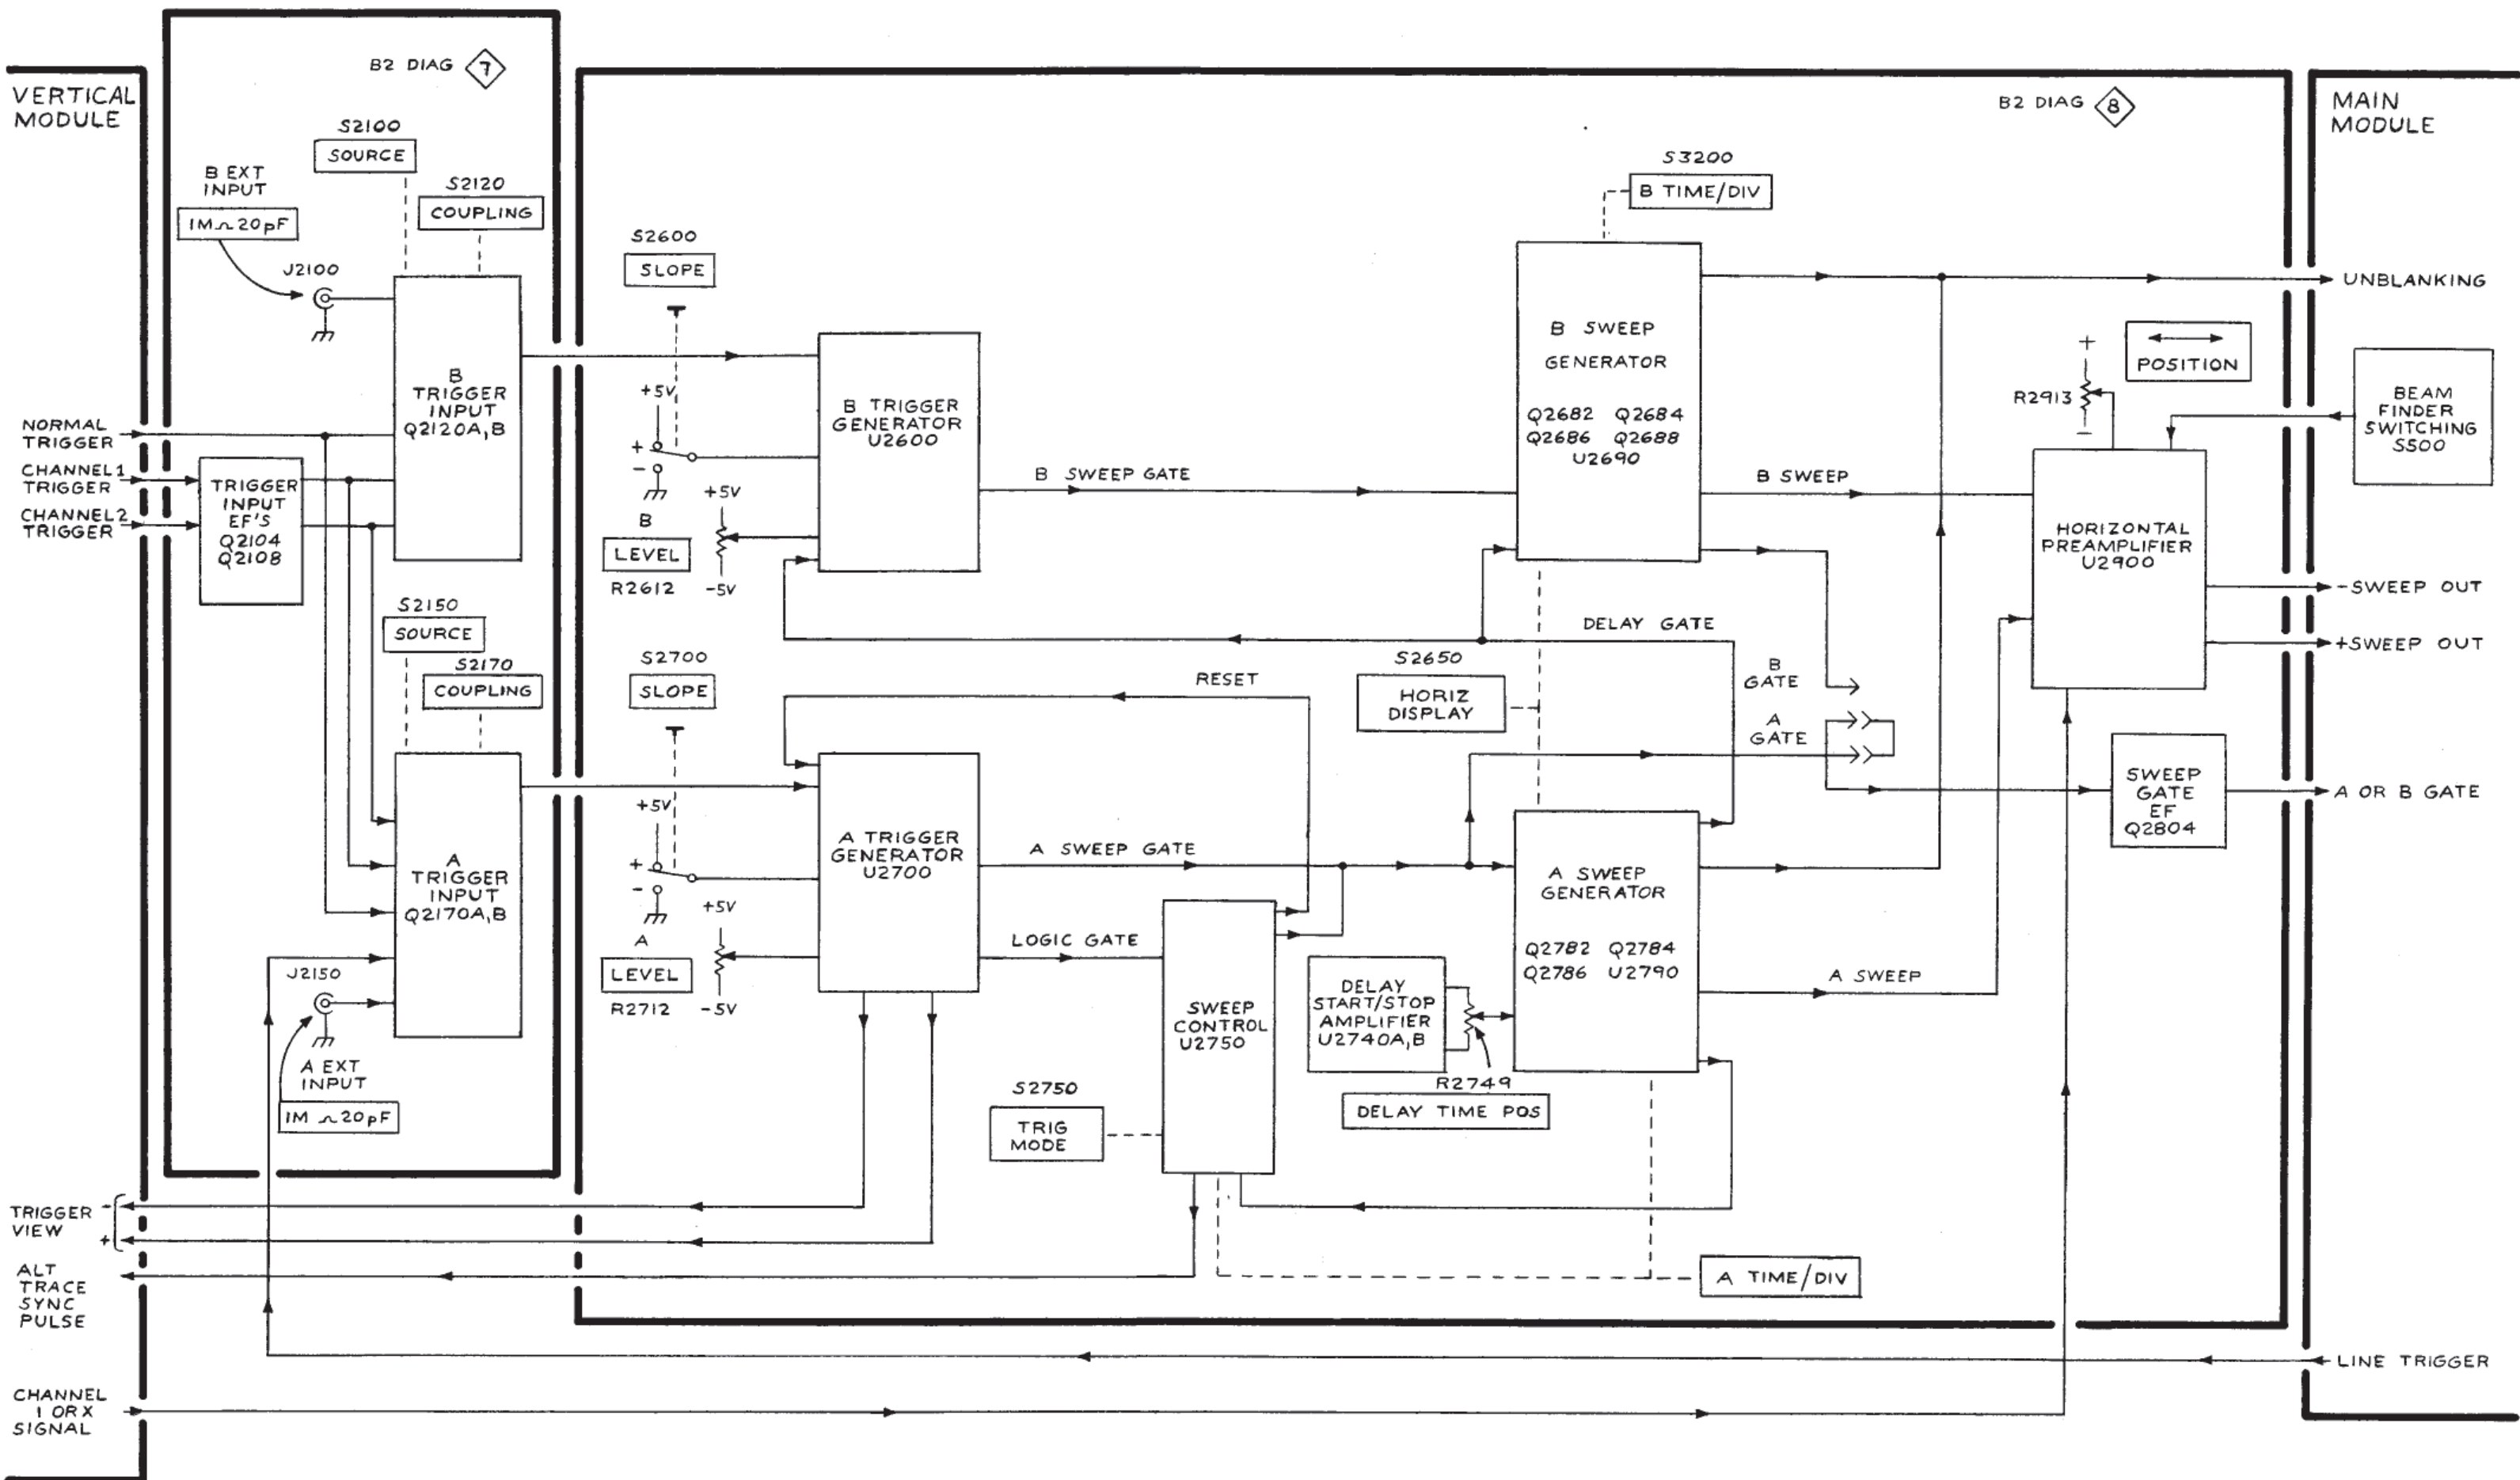 VERTICAL
MODULE
B2 DIAG 7
S2100
SOURCE
S2120
COUPLING
B EXT
INPUT
1MΩ 20pF
J2100
B
TRIGGER
INPUT
Q2120A,B
NORMAL
TRIGGER
CHANNEL 1
TRIGGER
CHANNEL 2
TRIGGER
TRIGGER
INPUT
EF'S
Q2104
Q2108
S2150
SOURCE
S2170
COUPLING
A
TRIGGER
INPUT
Q2170A,B
J2150
A EXT
INPUT
1M Ω 20pF
TRIGGER
VIEW
-
+
ALT
TRACE
SYNC
PULSE
CHANNEL
1 OR X
SIGNAL
B2 DIAG 8
S2600
SLOPE
+5V
+
-
B
LEVEL
R2612
+5V
-5V
B TRIGGER
GENERATOR
U2600
B SWEEP GATE
S3200
B TIME/DIV
B SWEEP
GENERATOR
Q2682 Q2684
Q2686 Q2688
U2690
B SWEEP
DELAY GATE
RESET
S2700
SLOPE
+5V
+
-
A
LEVEL
R2712
+5V
-5V
A TRIGGER
GENERATOR
U2700
A SWEEP GATE
LOGIC GATE
SWEEP
CONTROL
U2750
S2750
TRIG
MODE
S2650
HORIZ
DISPLAY
B
GATE
A
GATE
A SWEEP
GENERATOR
Q2782 Q2784
Q2786 U2790
A SWEEP
DELAY
START/STOP
AMPLIFIER
U2740A,B
R2749
DELAY TIME POS
A TIME/DIV
+
R2913
-
POSITION
HORIZONTAL
PREAMPLIFIER
U2900
SWEEP
GATE
EF
Q2804
MAIN
MODULE
UNBLANKING
BEAM
FINDER
SWITCHING
S500
-SWEEP OUT
+SWEEP OUT
A OR B GATE
LINE TRIGGER